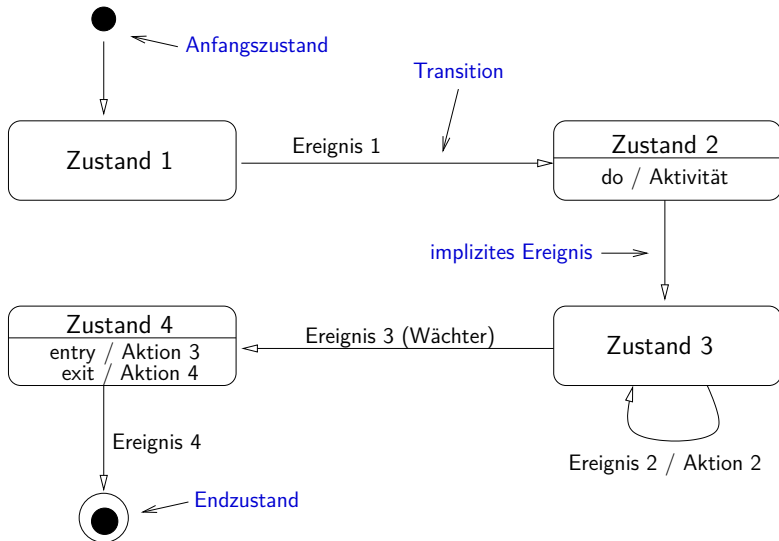 Anfangszustand
Transition
Zustand 1
Ereignis 1
Zustand 2
do / Aktivität
implizites Ereignis
Zustand 4
entry / Aktion 3
exit / Aktion 4
Ereignis 3 (Wächter)
Zustand 3
Ereignis 4
Ereignis 2 / Aktion 2
Endzustand